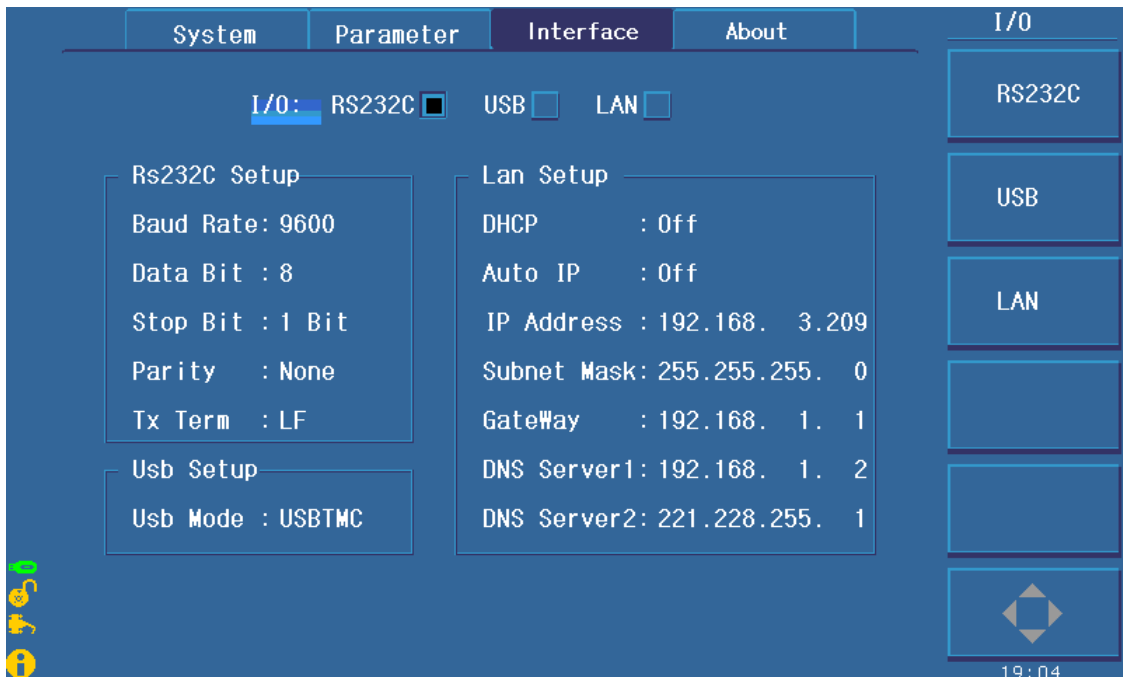 System Parameter Interface About
I/O
I/O: RS232C USB LAN
RS232C
USB
LAN
Rs232C Setup
Baud Rate: 9600
Data Bit : 8
Stop Bit : 1 Bit
Parity : None
Tx Term : LF
Usb Setup
Usb Mode : USBTMC
Lan Setup
DHCP : Off
Auto IP : Off
IP Address : 192.168. 3.209
Subnet Mask: 255.255.255. 0
GateWay : 192.168. 1. 1
DNS Server1: 192.168. 1. 2
DNS Server2: 221.228.255. 1
19:04